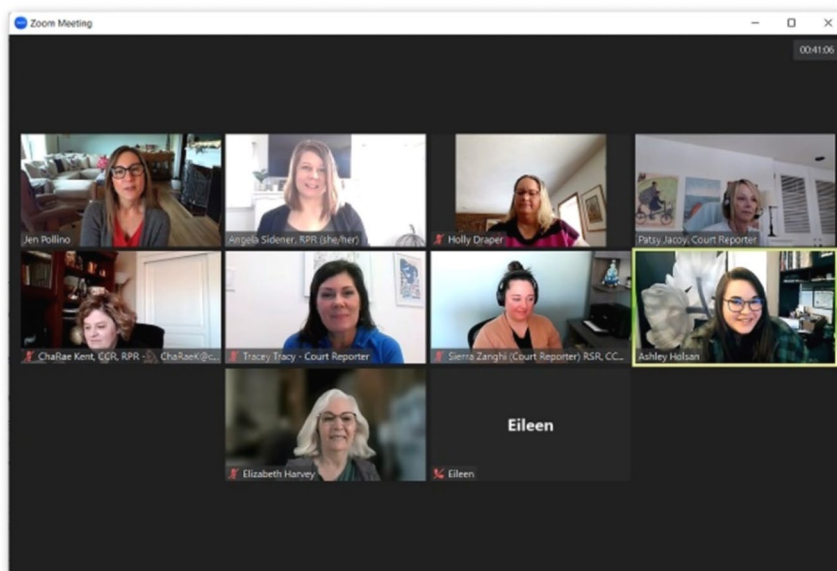 Zoom Meeting
00:41:06
Jen Pollino
Angela Sidener, RPR (she/her)
Holly Draper
Patsy Jacoy, Court Reporter
ChaRae Kent, CCR, RPR - ChaRaeK@c...
Tracey Tracy - Court Reporter
Sierra Zanghi (Court Reporter) RSR, CC...
Ashley Holsan
Elizabeth Harvey
Eileen
Eileen